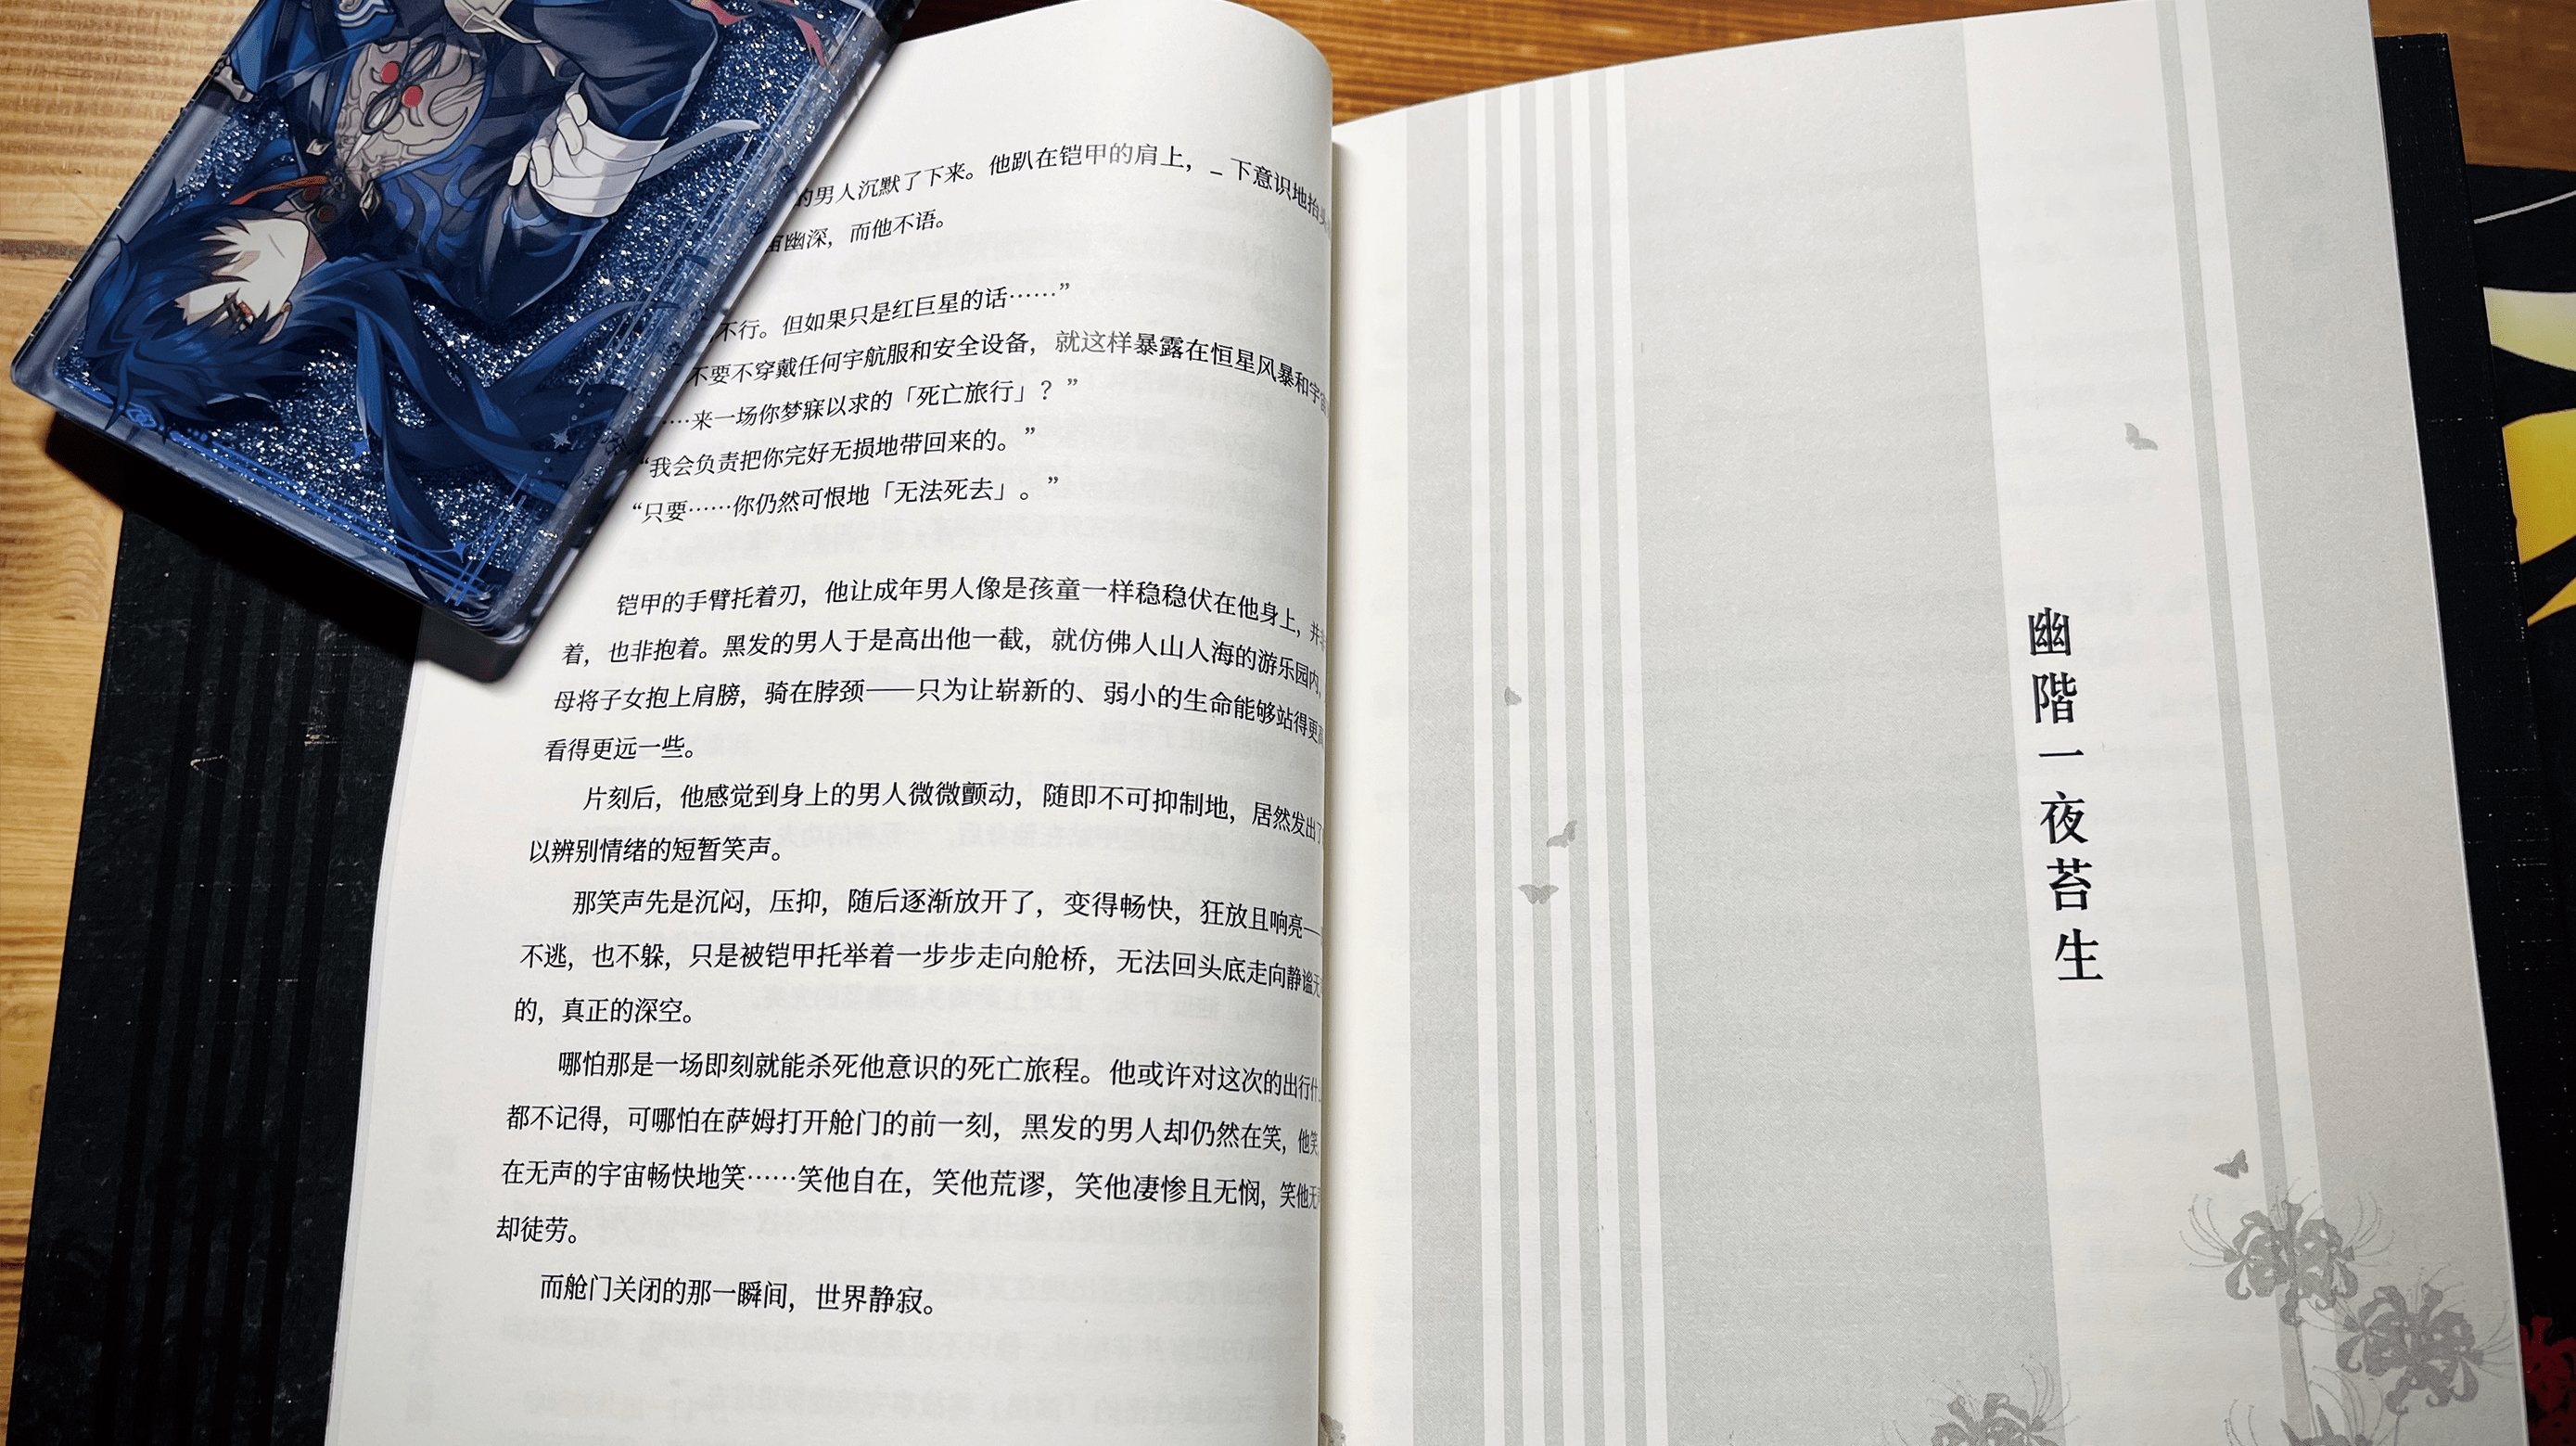 的男人沉默了下来。他趴在铠甲的肩上，_ 下意识地抬
宙幽深，而他不语。
不行。但如果只是红巨星的话……”
不要不穿戴任何宇航服和安全设备，就这样暴露在恒星风暴和宇
……来一场你梦寐以求的「死亡旅行」？”
“我会负责把你完好无损地带回来的。”
“只要……你仍然可恨地「无法死去」。”
铠甲的手臂托着刃，他让成年男人像是孩童一样稳稳伏在他身上，并
着，也非抱着。黑发的男人于是高出他一截，就仿佛人山人海的游乐园内，
母将子女抱上肩膀，骑在脖颈——只为让崭新的、弱小的生命能够站得更
看得更远一些。
片刻后，他感觉到身上的男人微微颤动，随即不可抑制地，居然发出了
以辨别情绪的短暂笑声。
那笑声先是沉闷，压抑，随后逐渐放开了，变得畅快，狂放且响亮—
不逃，也不躲，只是被铠甲托举着一步步走向舱桥，无法回头底走向静谧无
的，真正的深空。
哪怕那是一场即刻就能杀死他意识的死亡旅程。他或许对这次的出行什
都不记得，可哪怕在萨姆打开舱门的前一刻，黑发的男人却仍然在笑，他笑
在无声的宇宙畅快地笑……笑他自在，笑他荒谬，笑他凄惨且无悯，笑他无
却徒劳。
而舱门关闭的那一瞬间，世界静寂。
幽階一夜苔生